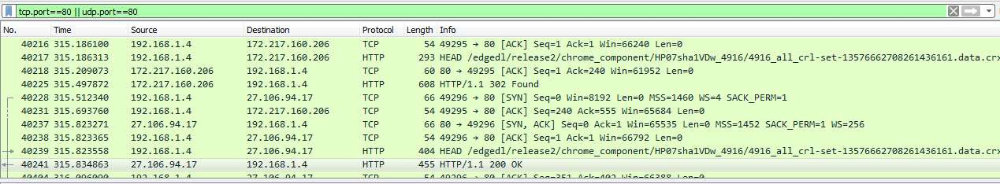 tcp.port==80 || udp.port==80
No. Time Source Destination Protocol Length Info
40216 315.186100 192.168.1.4 172.217.160.206 TCP 54 49295 → 80 [ACK] Seq=1 Ack=1 Win=66240 Len=0
40217 315.186313 192.168.1.4 172.217.160.206 HTTP 293 HEAD /edgedl/release2/chrome_component/HP07sha1VDw_4916/4916_all_crl-set-13576662708261436161.data.crx
40218 315.209073 172.217.160.206 192.168.1.4 TCP 60 80 → 49295 [ACK] Seq=1 Ack=240 Win=61952 Len=0
40225 315.497872 172.217.160.206 192.168.1.4 HTTP 608 HTTP/1.1 302 Found
40228 315.512340 192.168.1.4 27.106.94.17 TCP 66 49296 → 80 [SYN] Seq=0 Win=8192 Len=0 MSS=1460 WS=4 SACK_PERM=1
40231 315.693760 192.168.1.4 172.217.160.206 TCP 54 49295 → 80 [ACK] Seq=240 Ack=555 Win=65684 Len=0
40237 315.823271 27.106.94.17 192.168.1.4 TCP 66 80 → 49296 [SYN, ACK] Seq=0 Ack=1 Win=65535 Len=0 MSS=1452 SACK_PERM=1 WS=256
40238 315.823365 192.168.1.4 27.106.94.17 TCP 54 49296 → 80 [ACK] Seq=1 Ack=1 Win=66792 Len=0
40239 315.823558 192.168.1.4 27.106.94.17 HTTP 404 HEAD /edgedl/release2/chrome_component/HP07sha1VDw_4916/4916_all_crl-set-13576662708261436161.data.crx
40241 315.834863 27.106.94.17 192.168.1.4 HTTP 455 HTTP/1.1 200 OK
40404 316.096090 192.168.1.4 27.106.94.17 TCP 54 49296 → 80 [ACK] Seq=351 Ack=402 Win=66388 Len=0